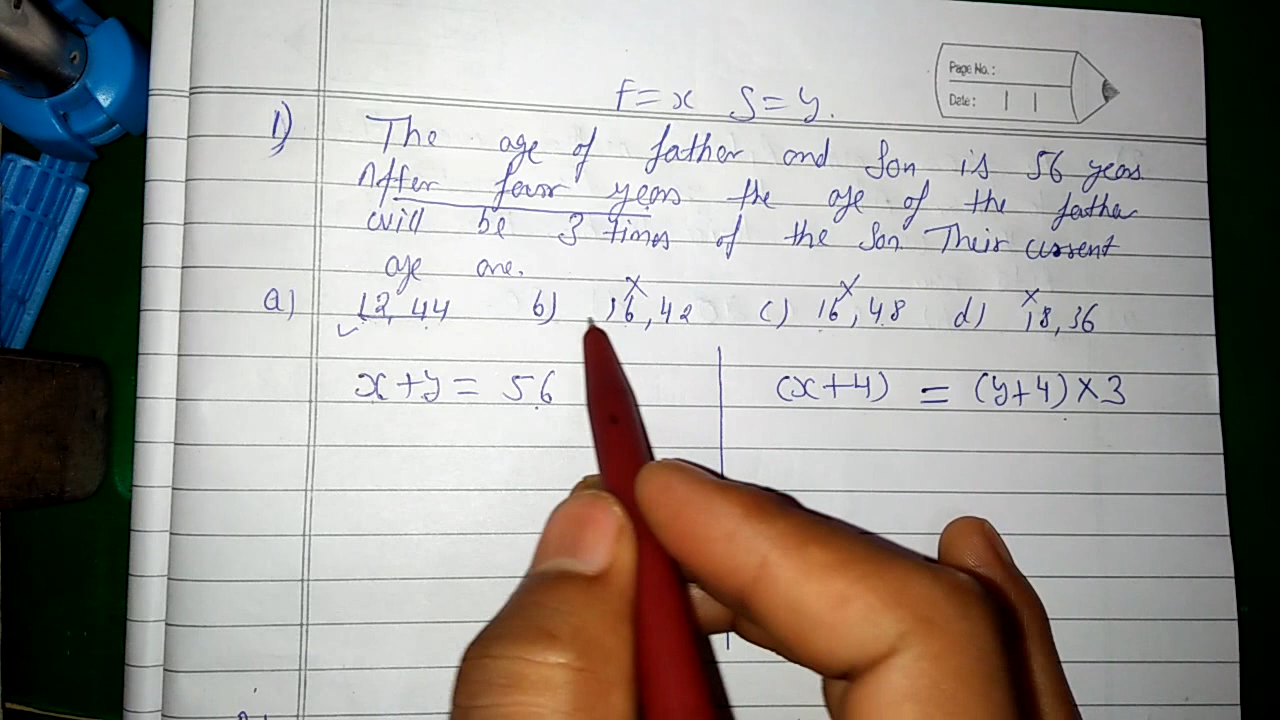 Page No.:
Date:
F=x S=y.
1) The age of father and Son is 56 years
After four years the age of the father
will be 3 times of the Son Their current
age are.
a) 12, 44 b) 16, 42 c) 16, 48 d) 18, 36
x+y = 56 (x+4) = (y+4)×3